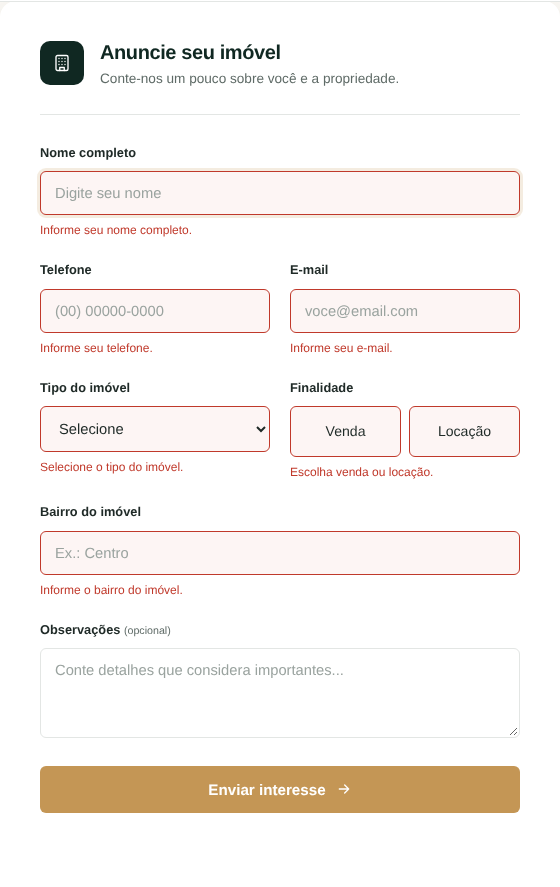 Anuncie seu imóvel
Conte-nos um pouco sobre você e a propriedade.
Nome completo
Digite seu nome
Informe seu nome completo.
Telefone
E-mail
(00) 00000-0000
voce@email.com
Informe seu telefone.
Informe seu e-mail.
Tipo do imóvel
Finalidade
Selecione
Venda
Locação
Selecione o tipo do imóvel.
Escolha venda ou locação.
Bairro do imóvel
Ex.: Centro
Informe o bairro do imóvel.
Observações (opcional)
Conte detalhes que considera importantes...
Enviar interesse →